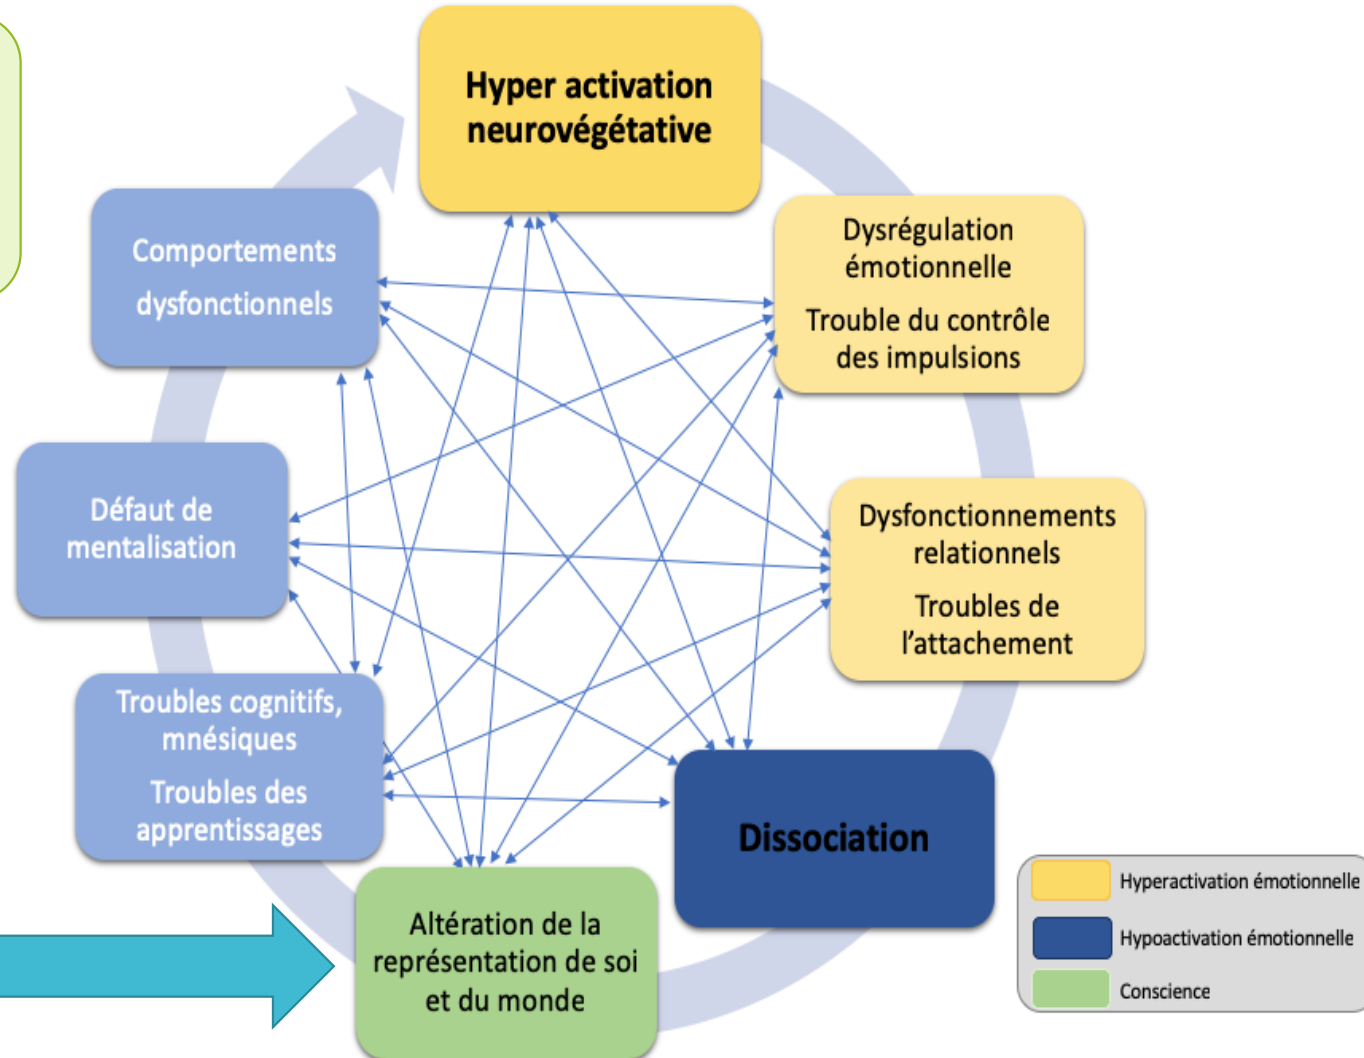 Hyper activation
neurovégétative
Dysrégulation
émotionnelle
Trouble du contrôle
des impulsions
Dysfonctionnements
relationnels
Troubles de
l'attachement
Dissociation
Altération de la
représentation de soi
et du monde
Troubles cognitifs,
mnésiques
Troubles des
apprentissages
Défaut de
mentalisation
Comportements
dysfonctionnels
Hyperactivation émotionnelle
Hypoactivation émotionnelle
Conscience